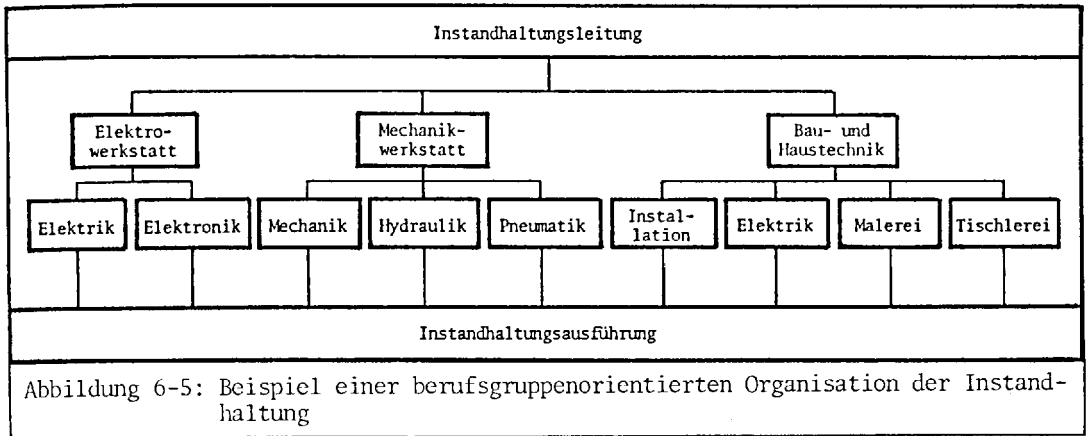 Instandhaltungsleitung
Elektro-
werkstatt
Mechanik-
werkstatt
Bau- und
Haustechnik
Elektrik
Elektronik
Mechanik
Hydraulik
Pneumatik
Instal-
lation
Elektrik
Malerei
Tischlerei
Instandhaltungsausführung
Abbildung 6-5: Beispiel einer berufsgruppenorientierten Organisation der Instand-
haltung